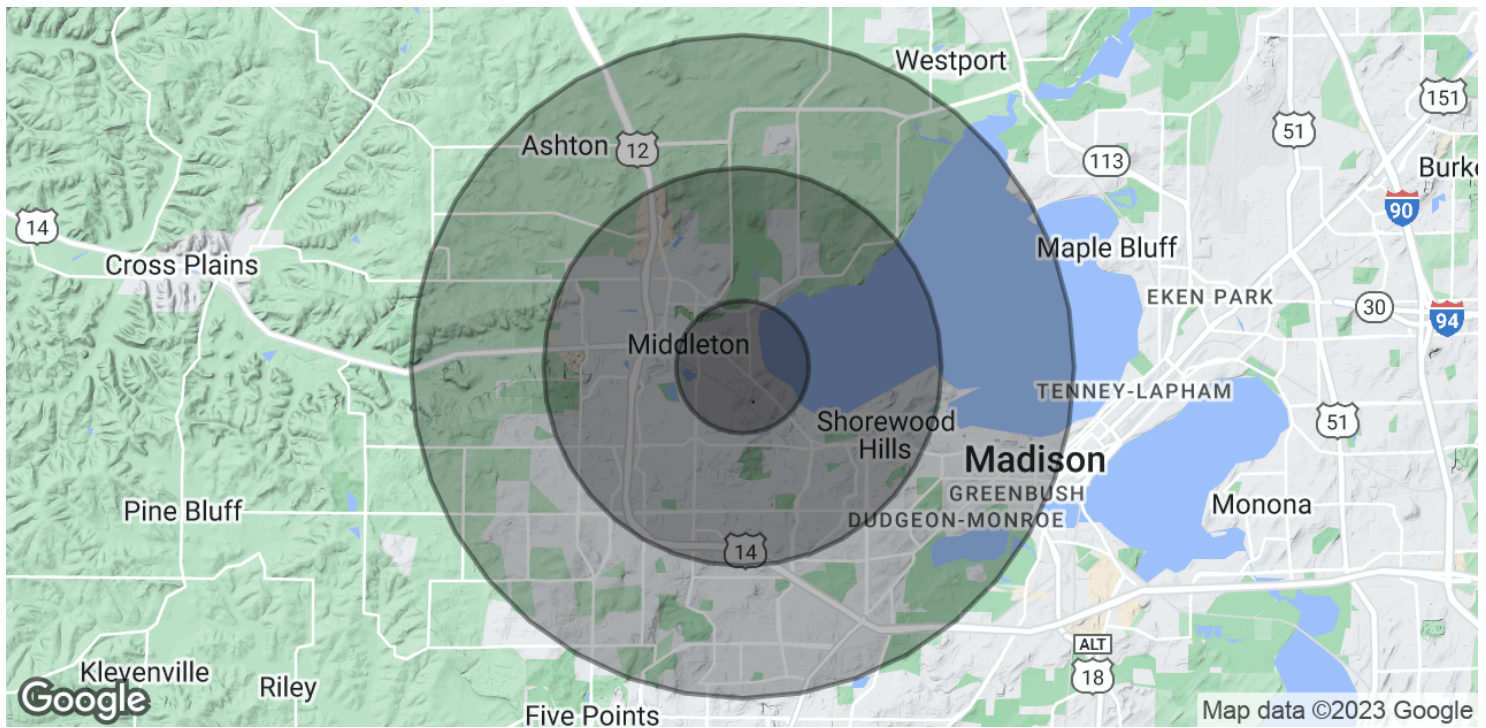 Westport
151
51
Ashton
12
113
Burke
90
14
Maple Bluff
Cross Plains
EKEN PARK
30
94
Middleton
TENNEY-LAPHAM
Shorewood
Hills
51
Madison
GREENBUSH
Pine Bluff
Monona
DUDGEON-MONROE
14
ALT
18
Klevenville
Riley
Google
Five Points
Map data ©2023 Google